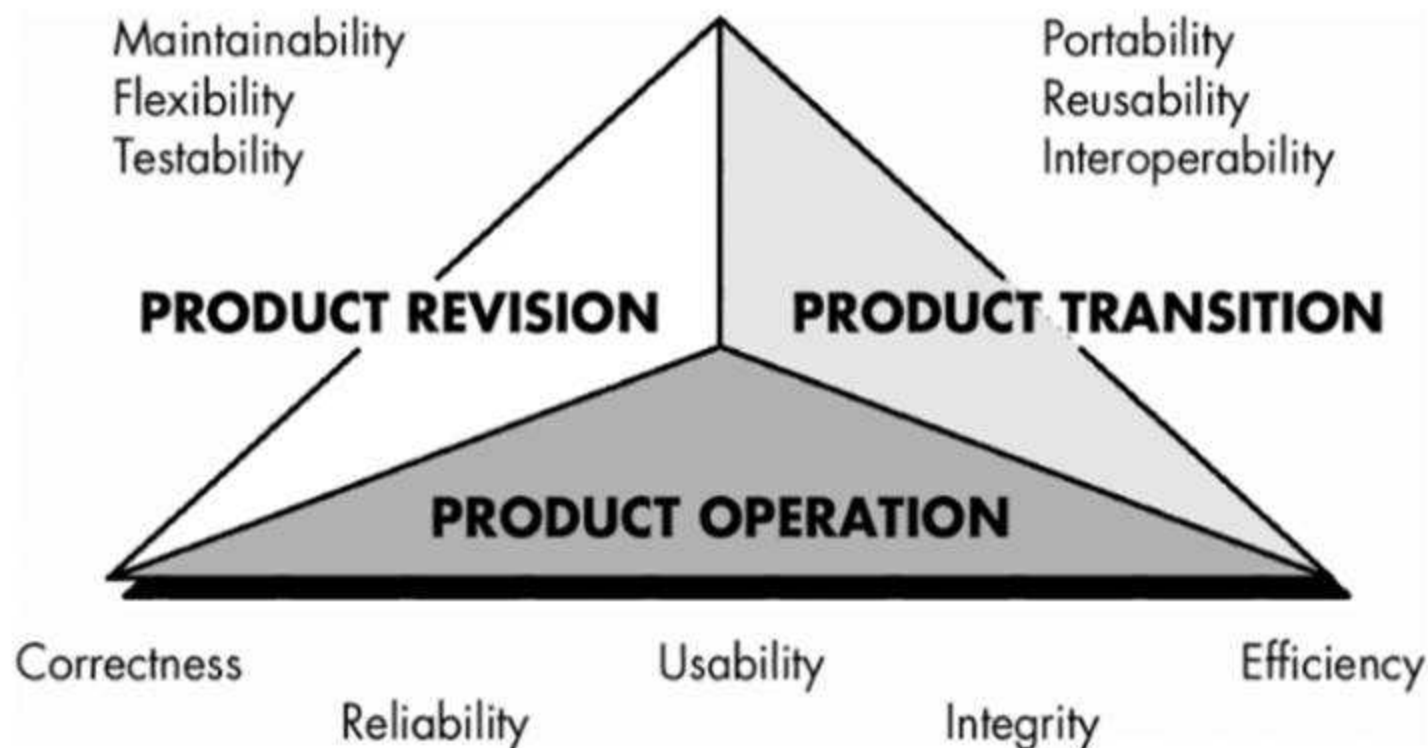 Maintainability
Flexibility
Testability
Portability
Reusability
Interoperability
PRODUCT REVISION
PRODUCT TRANSITION
PRODUCT OPERATION
Correctness
Reliability
Usability
Integrity
Efficiency